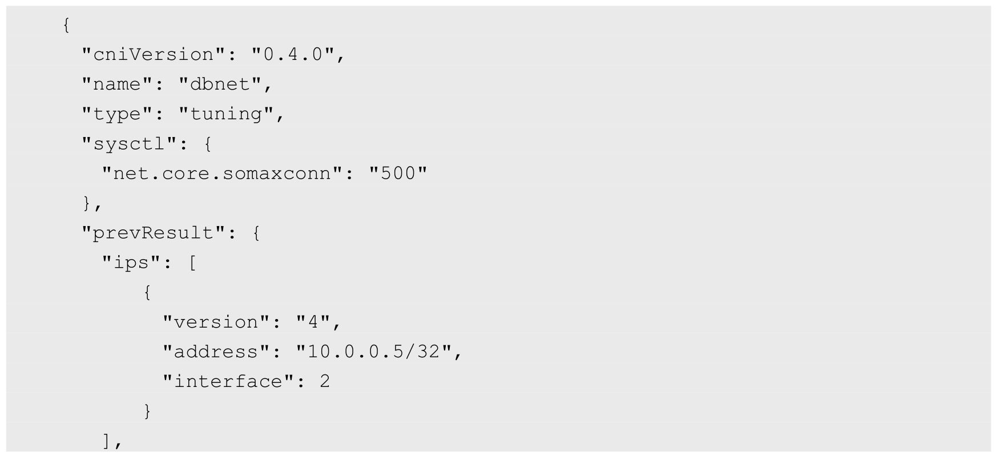 {
"cniVersion": "0.4.0",
"name": "dbnet",
"type": "tuning",
"sysctl": {
"net.core.somaxconn": "500"
},
"prevResult": {
"ips": [
{
"version": "4",
"address": "10.0.0.5/32",
"interface": 2
}
],